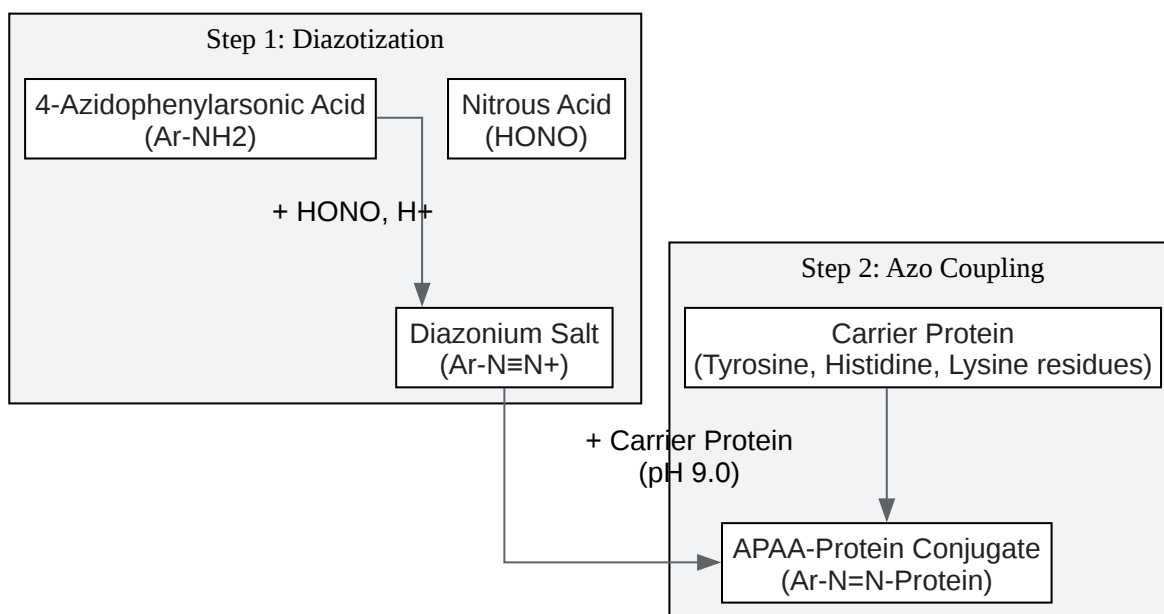 Step 1: Diazotization
4-Azidophenylarsonic Acid
(Ar-NH2)
Nitrous Acid
(HONO)
+ HONO, H+
Diazonium Salt
(Ar-N≡N+)
Step 2: Azo Coupling
Carrier Protein
(Tyrosine, Histidine, Lysine residues)
+ Carrier Protein
(pH 9.0)
APAA-Protein Conjugate
(Ar-N=N-Protein)